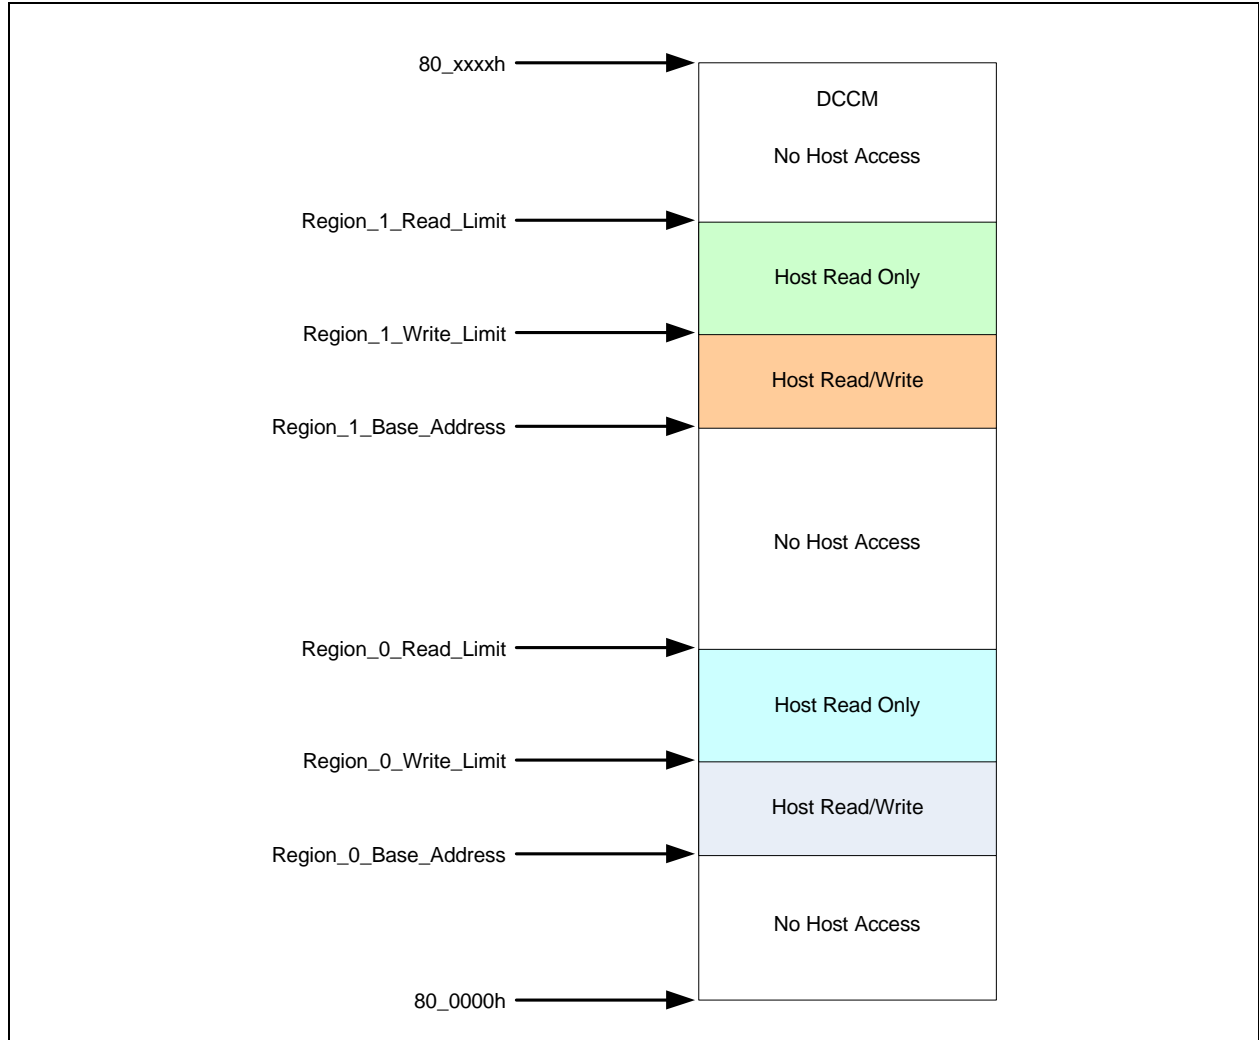 80_xxxxh
DCCM
No Host Access
Region_1_Read_Limit
Host Read Only
Region_1_Write_Limit
Host Read/Write
Region_1_Base_Address
No Host Access
Region_0_Read_Limit
Host Read Only
Region_0_Write_Limit
Host Read/Write
Region_0_Base_Address
No Host Access
80_0000h